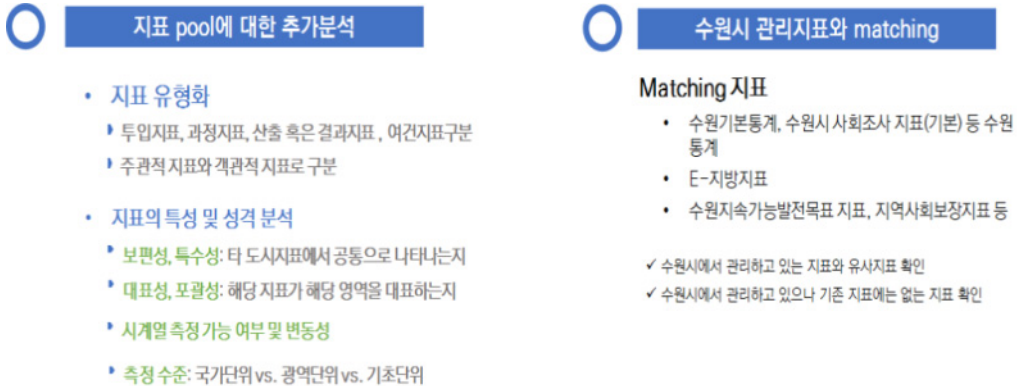 지표 pool에 대한 추가분석
• 지표 유형화
투입지표, 과정지표, 산출 혹은 결과지표 , 여건지표구분
주관적 지표와 객관적 지표로 구분
• 지표의 특성 및 성격 분석
보편성, 특수성: 타 도시지표에서 공통으로 나타나는지
대표성, 포괄성: 해당 지표가 해당 영역을 대표하는지
시계열 측정 가능 여부 및 변동성
측정 수준: 국가단위 vs. 광역단위 vs. 기초단위
수원시 관리지표와 matching
Matching 지표
• 수원기본통계, 수원시 사회조사 지표(기본) 등 수원
통계
• E-지방지표
• 수원지속가능발전목표 지표, 지역사회보장지표 등
✓ 수원시에서 관리하고 있는 지표와 유사지표 확인
✓ 수원시에서 관리하고 있으나 기존 지표에는 없는 지표 확인